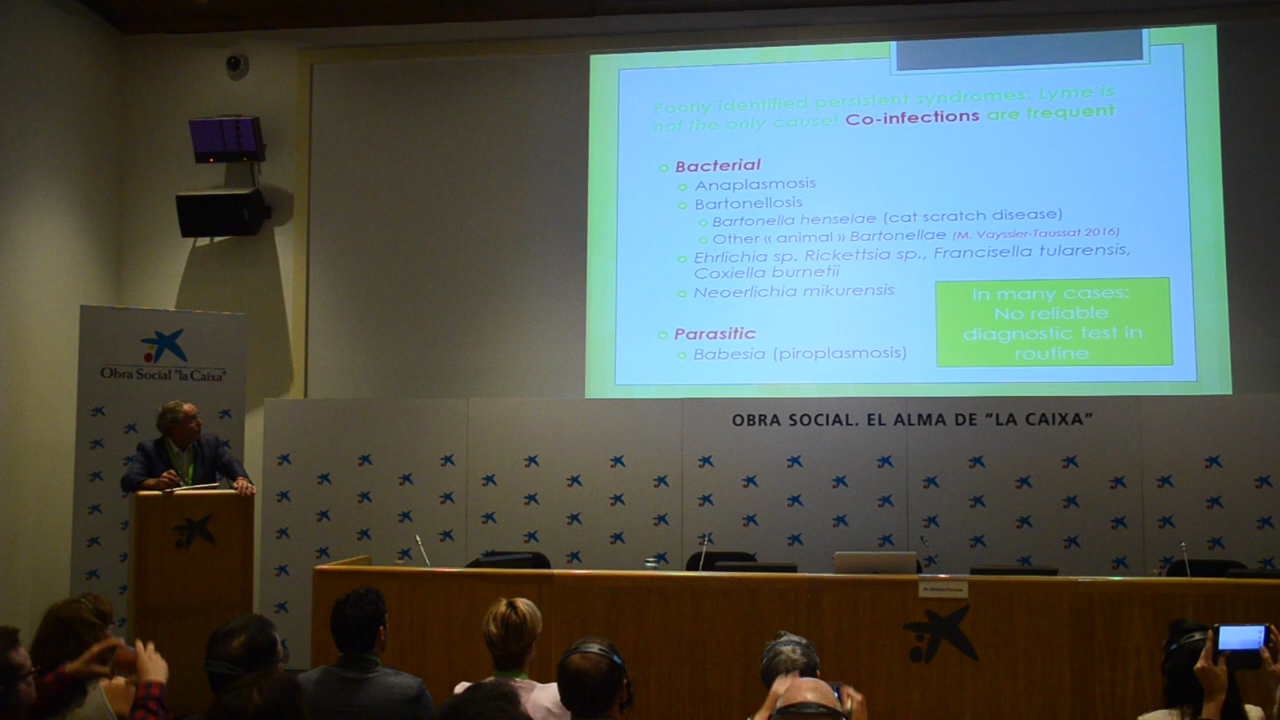 Poorly identified persistent syndromes: Lyme is
not the only cause! Co-infections are frequent
Bacterial
Anaplasmosis
Bartonellosis
Bartonella henselae (cat scratch disease)
Other « animal » Bartonellae (M. Vayssier-Taussat 2016)
Ehrlichia sp. Rickettsia sp., Francisella tularensis,
Coxiella burnetii
Neoerlichia mikurensis
Parasitic
Babesia (piroplasmosis)
In many cases:
No reliable
diagnostic test in
routine
Obra Social "la Caixa"
OBRA SOCIAL. EL ALMA DE "LA CAIXA"